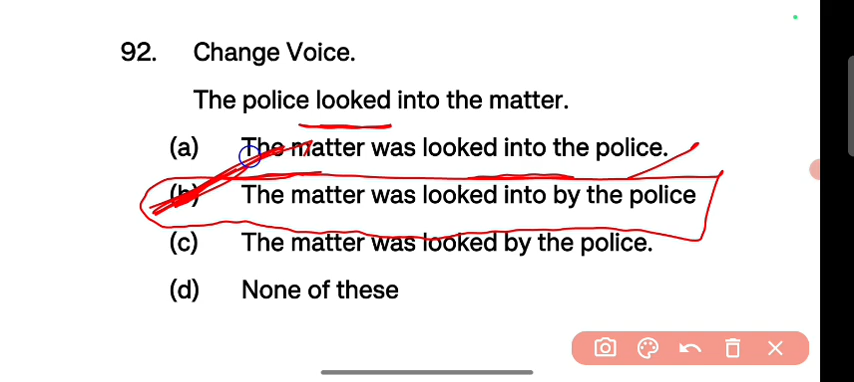 92. Change Voice.
The police looked into the matter.
(a) The matter was looked into the police.
(b) The matter was looked into by the police
(c) The matter was looked by the police.
(d) None of these